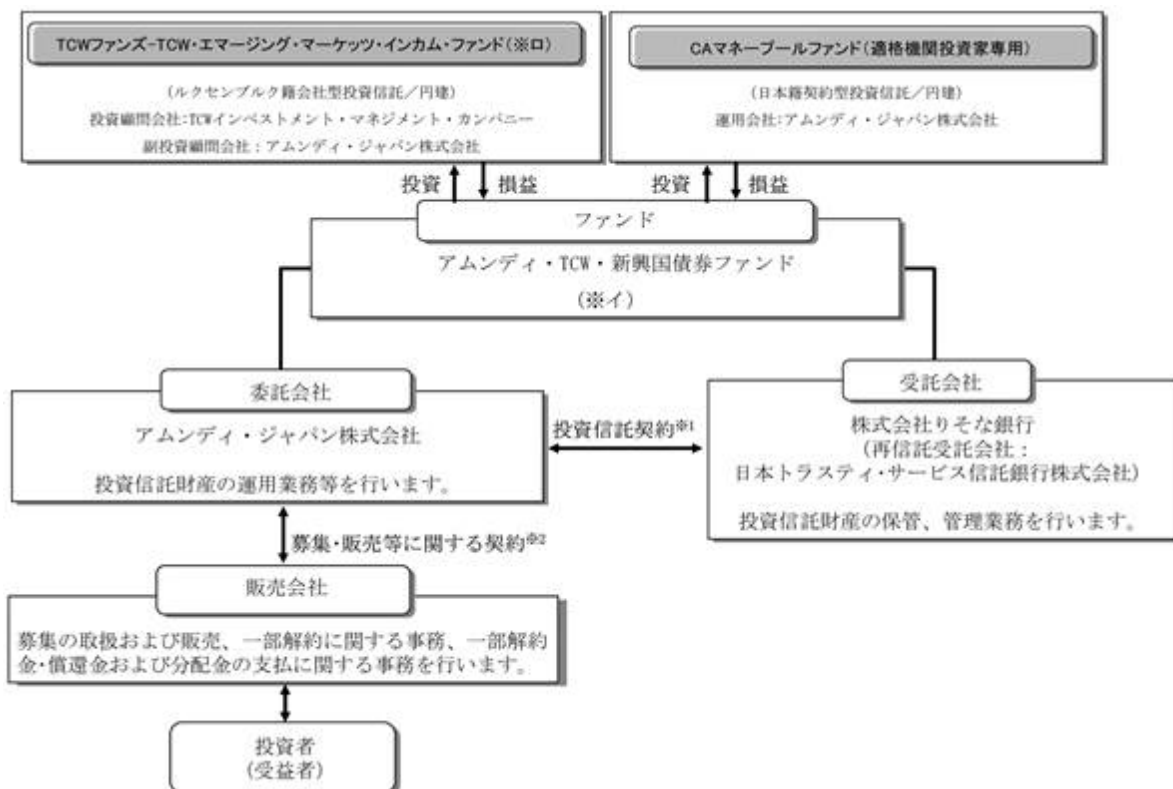 TCWファンズ-TCW・エマージング・マーケッツ・インカム・ファンド(※ロ)
(ルクセンブルク籍会社型投資信託／円建)
投資顧問会社:TCWインベストメント・マネジメント・カンパニー
副投資顧問会社：アムンディ・ジャパン株式会社
CAマネープールファンド(適格機関投資家専用)
(日本籍契約型投資信託／円建)
運用会社:アムンディ・ジャパン株式会社
投資
損益
投資
損益
ファンド
アムンディ・TCW・新興国債券ファンド
(※イ)
委託会社
アムンディ・ジャパン株式会社
投資信託財産の運用業務等を行います。
投資信託契約※1
受託会社
株式会社りそな銀行
(再信託受託会社：
日本トラスティ・サービス信託銀行株式会社)
投資信託財産の保管、管理業務を行います。
募集・販売等に関する契約※2
販売会社
募集の取扱および販売、一部解約に関する事務、一部解約
金・償還金および分配金の支払に関する事務を行います。
投資者
(受益者)